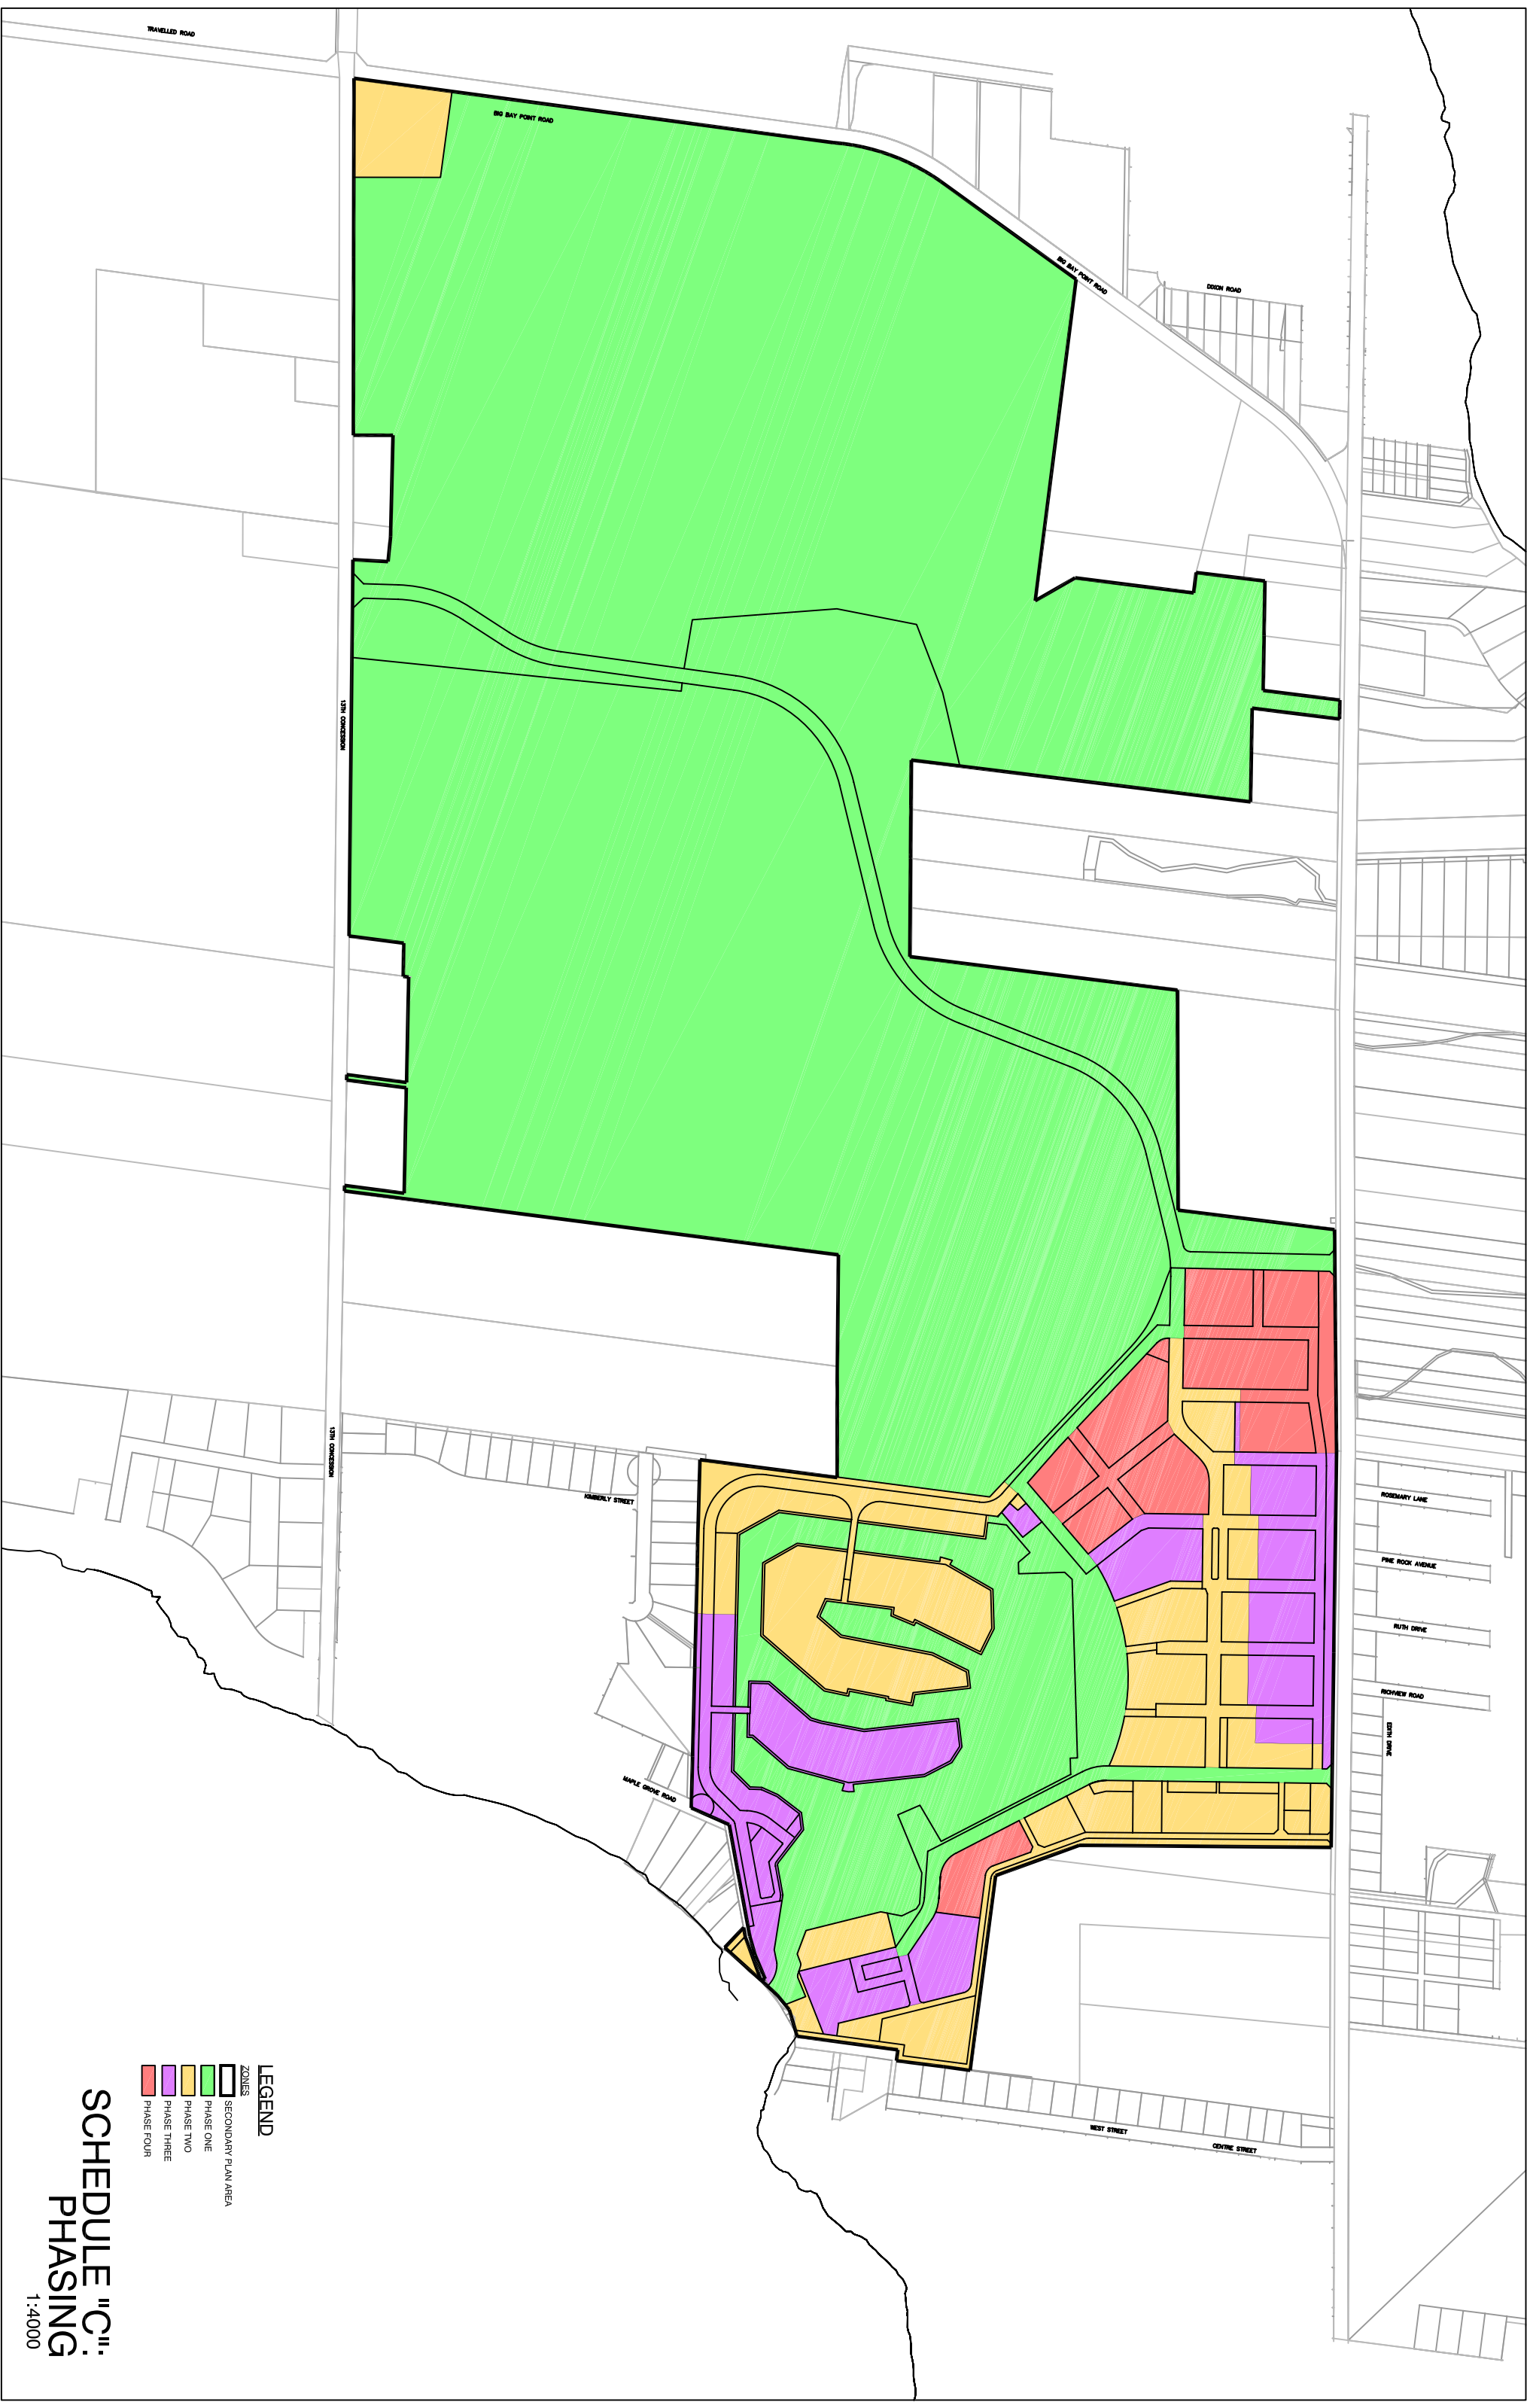 TRAVELLED ROAD
BIG BAY POINT ROAD
BIG BAY POINT ROAD
DIXON ROAD
13TH CONCESSION
13TH CONCESSION
KIMBERLY STREET
MAPLE GROVE ROAD
ROSEMARY LANE
PINE ROCK AVENUE
RUTH DRIVE
RICHVIEW ROAD
EDITH DRIVE
WEST STREET
CENTRE STREET
LEGEND
ZONES
SECONDARY PLAN AREA
PHASE ONE
PHASE TWO
PHASE THREE
PHASE FOUR
SCHEDULE "C":
PHASING
1:4000